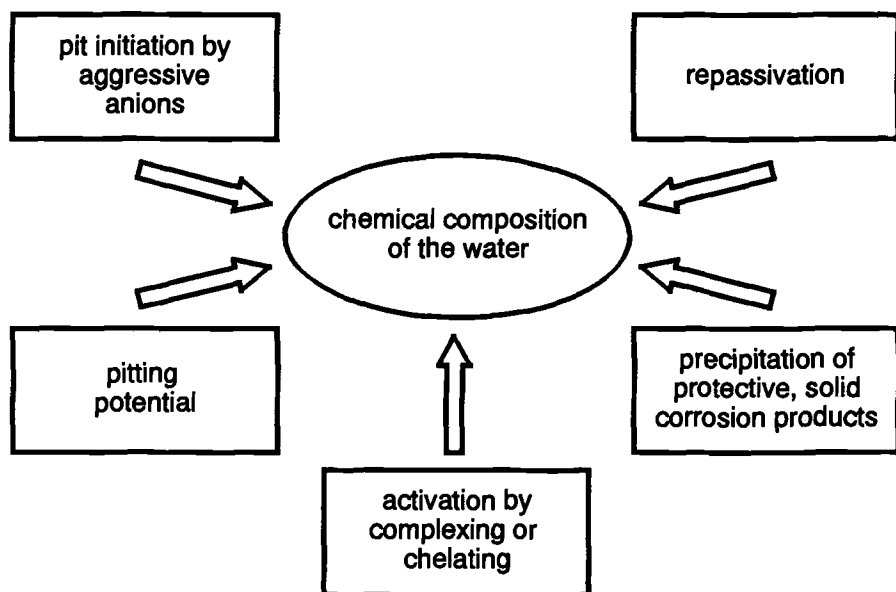 pit initiation by
aggressive
anions
repassivation
chemical composition
of the water
pitting
potential
precipitation of
protective, solid
corrosion products
activation by
complexing or
chelating